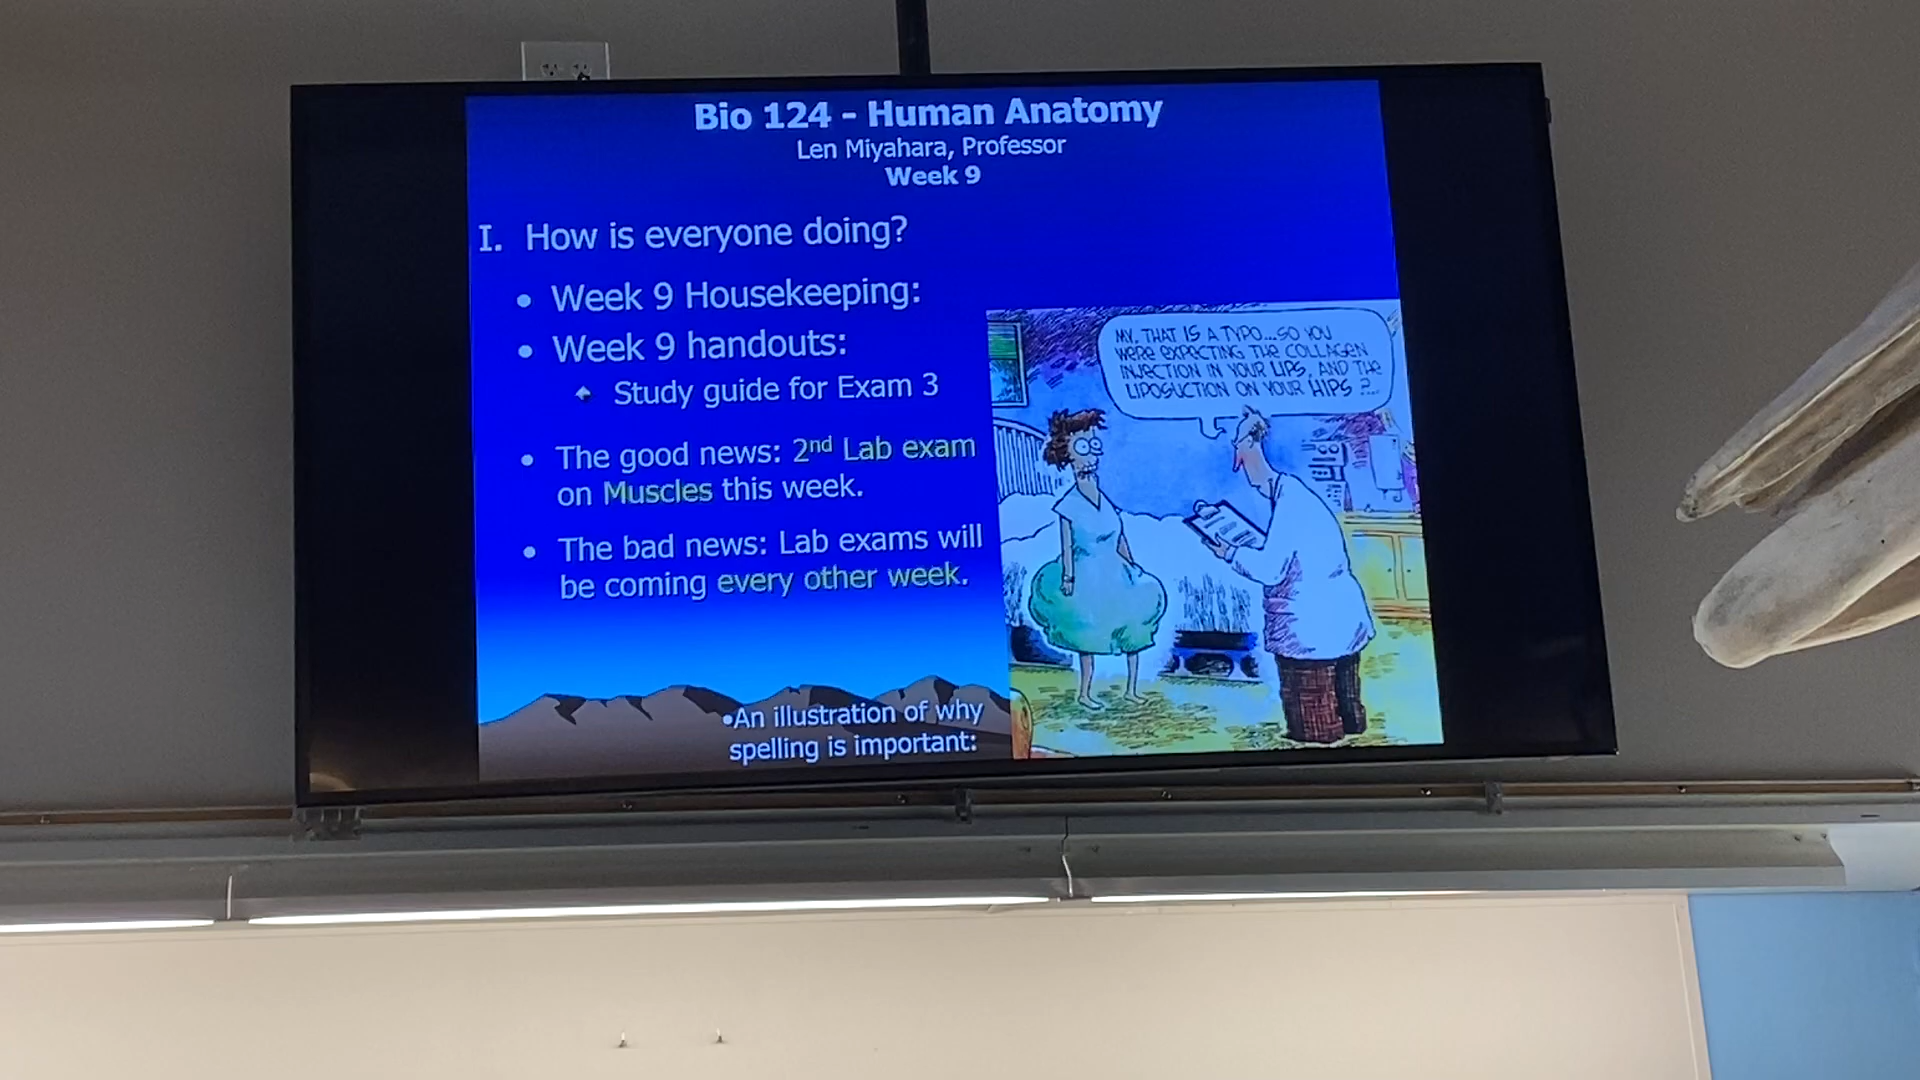 Bio 124 - Human Anatomy
Len Miyahara, Professor
Week 9
I. How is everyone doing?
• Week 9 Housekeeping:
• Week 9 handouts:
Study guide for Exam 3
• The good news: 2nd Lab exam
on Muscles this week.
• The bad news: Lab exams will
be coming every other week.
•An illustration of why
spelling is important:
MY, THAT IS A TYPO...SO YOU
WERE EXPECTING THE COLLAGEN
INJECTION IN YOUR LIPS, AND THE
LIPOSUCTION ON YOUR HIPS ?...